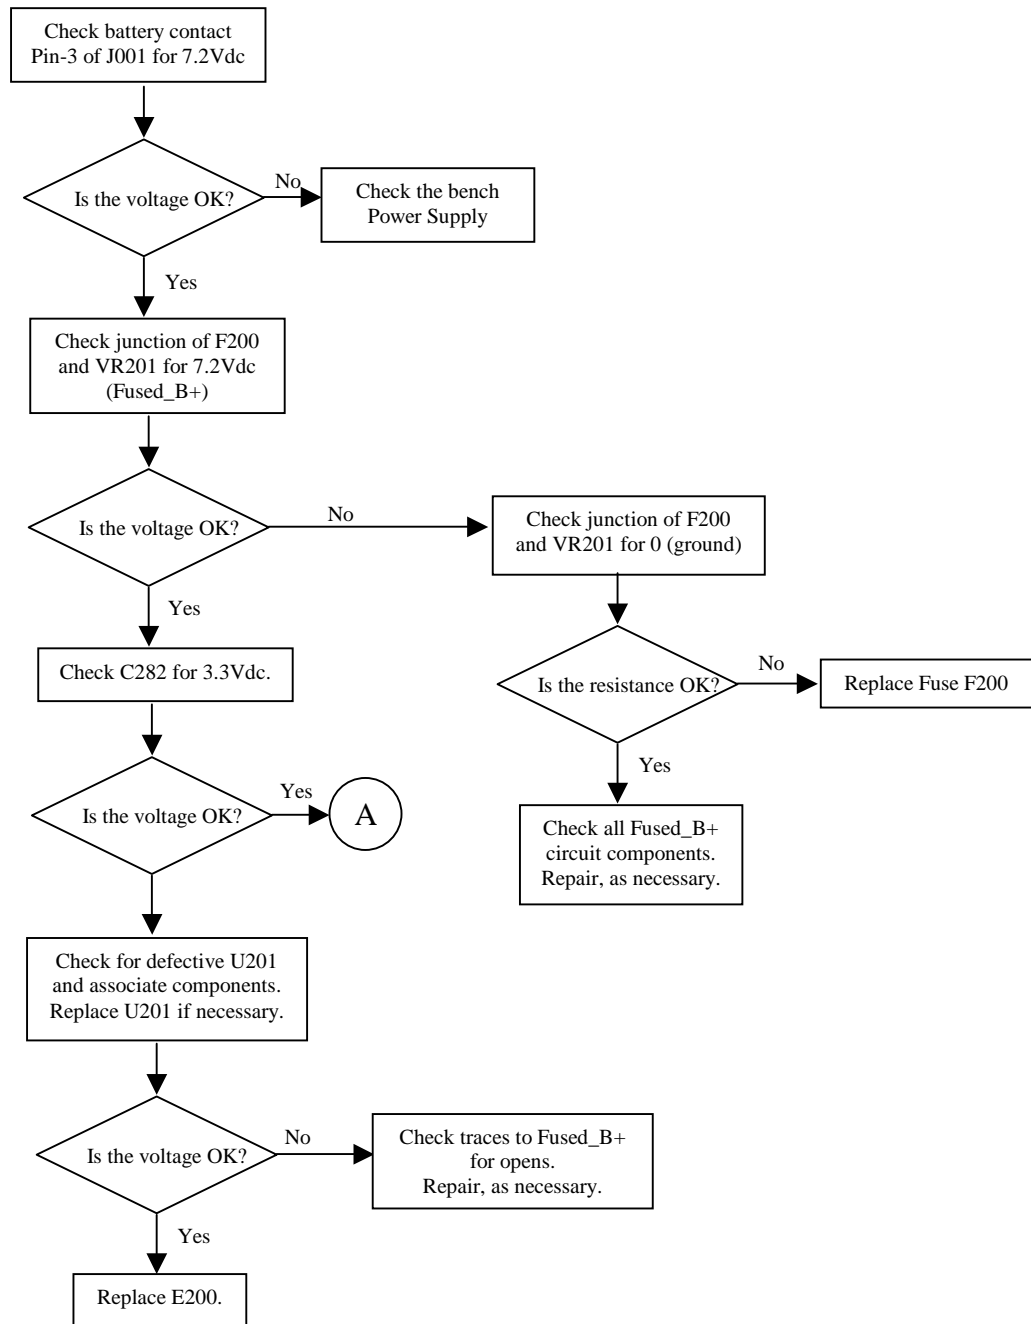 Check battery contact
Pin-3 of J001 for 7.2Vdc
Is the voltage OK?
No
Check the bench
Power Supply
Yes
Check junction of F200
and VR201 for 7.2Vdc
(Fused_B+)
Is the voltage OK?
No
Check junction of F200
and VR201 for 0 (ground)
Yes
Check C282 for 3.3Vdc.
Is the resistance OK?
No
Replace Fuse F200
Yes
Check all Fused_B+
circuit components.
Repair, as necessary.
Is the voltage OK?
Yes
A
Check for defective U201
and associate components.
Replace U201 if necessary.
Is the voltage OK?
No
Check traces to Fused_B+
for opens.
Repair, as necessary.
Yes
Replace E200.